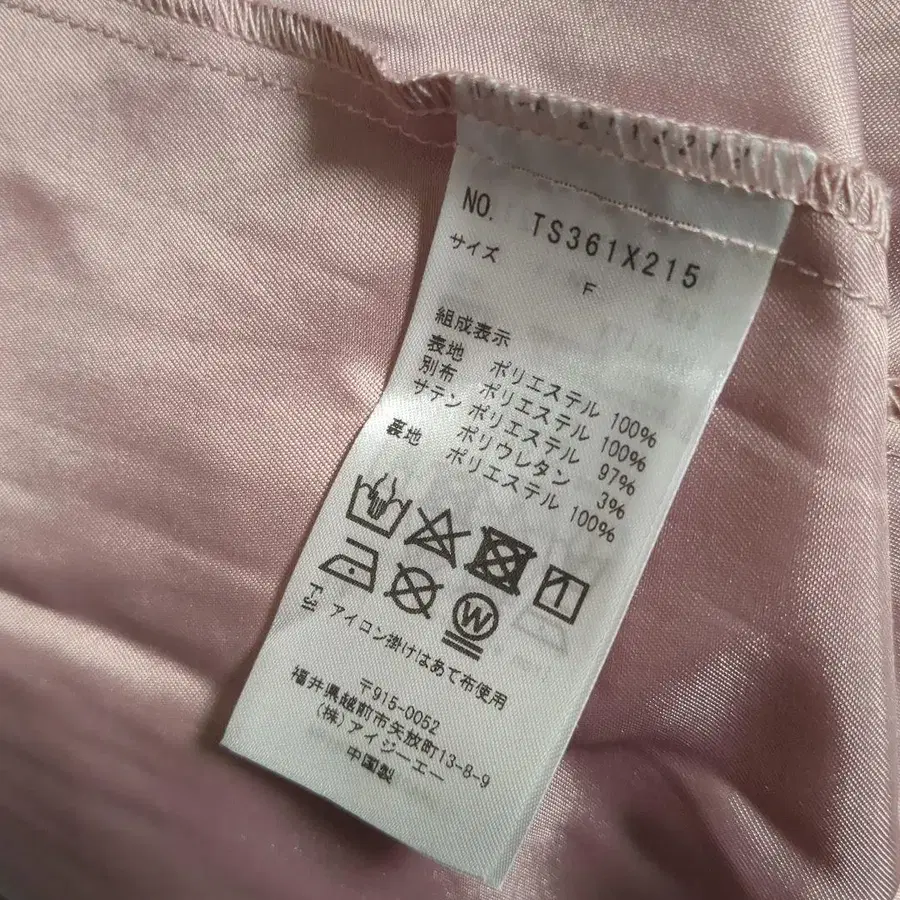 NO. TS361X215
サイズ F
組成表示
表地 ポリエステル 100%
別布 ポリエステル 100%
サテン ポリエステル 97%
ポリウレタン 3%
裏地 ポリエステル 100%
W
アイロン掛けはあて布使用
〒915-0052
福井県越前市矢放町13-8-9
(株)アイジーエー
中国製